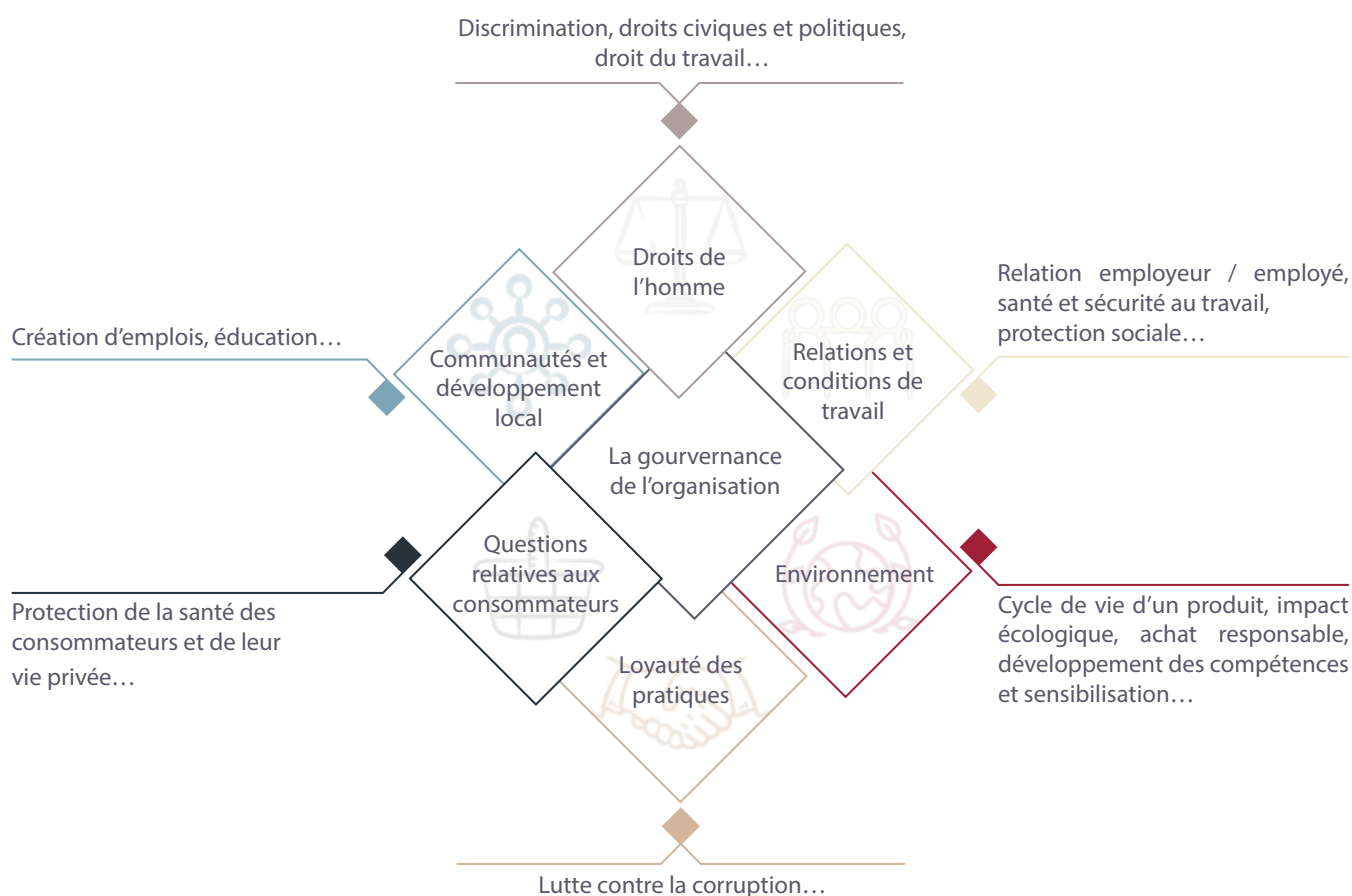 Discrimination, droits civiques et politiques,
droit du travail…
Droits de
l’homme
Relation employeur / employé,
santé et sécurité au travail,
protection sociale…
Création d’emplois, éducation…
Communautés et
développement
local
Relations et
conditions de
travail
La gourvernance
de l’organisation
Questions
relatives aux
consommateurs
Environnement
Protection de la santé des
consommateurs et de leur
vie privée…
Cycle de vie d’un produit, impact
écologique, achat responsable,
développement des compétences
et sensibilisation…
Loyauté des
pratiques
Lutte contre la corruption…